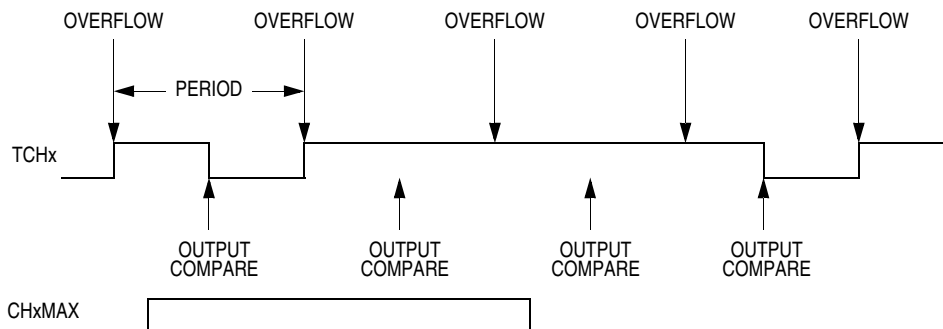 OVERFLOW OVERFLOW OVERFLOW OVERFLOW OVERFLOW
PERIOD
TCHx
OUTPUT OUTPUT OUTPUT OUTPUT
COMPARE COMPARE COMPARE COMPARE
CHxMAX